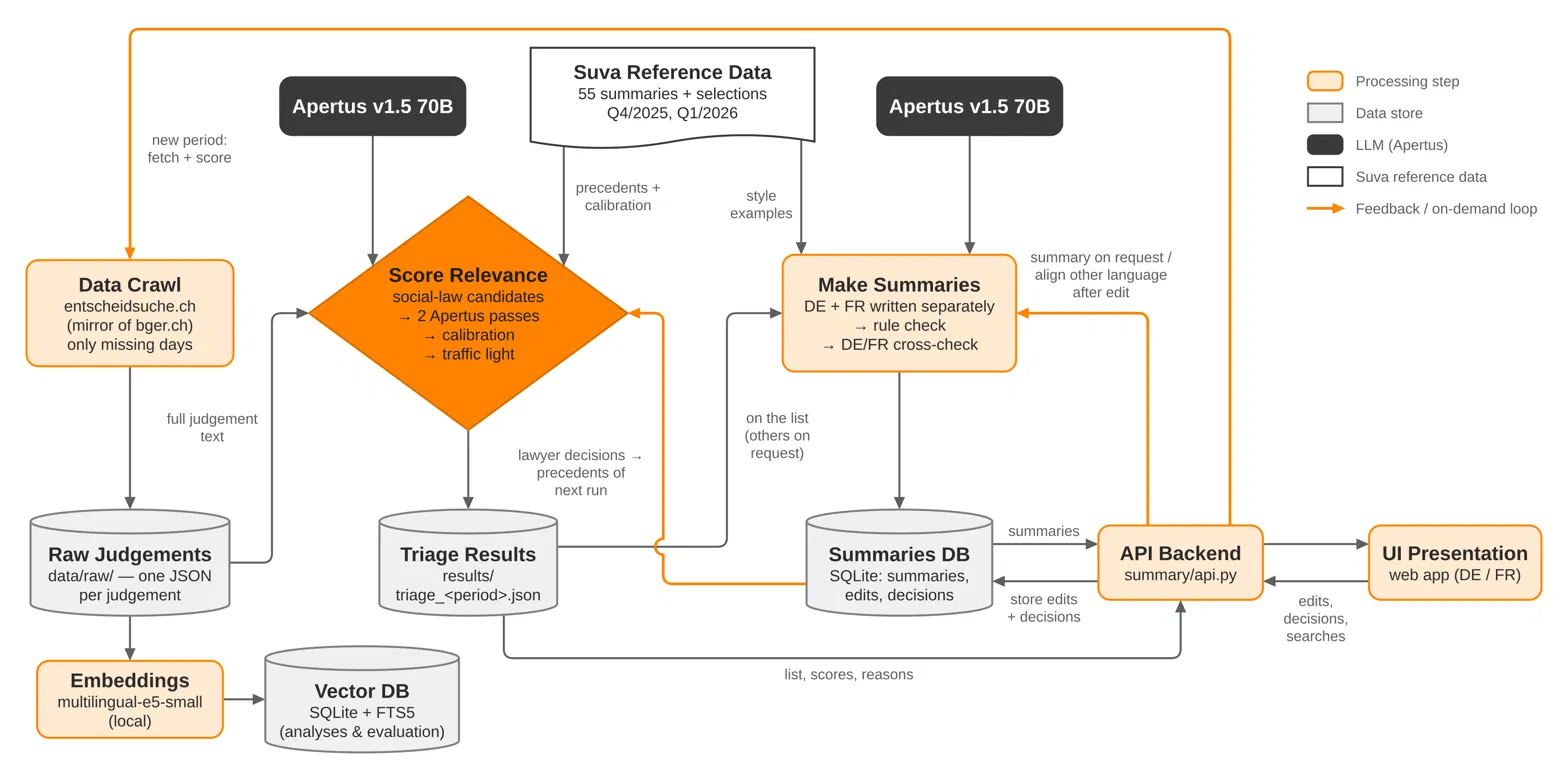 Suva Reference Data
55 summaries + selections
Q4/2025, Q1/2026
Apertus v1.5 70B
Apertus v1.5 70B
Processing step
Data store
LLM (Apertus)
Suva reference data
Feedback / on-demand loop
new period:
fetch + score
precedents +
calibration
style
examples
summary on request /
align other language
after edit
Data Crawl
entscheidsuche.ch
(mirror of bger.ch)
only missing days
Score Relevance
social-law candidates
→ 2 Apertus passes
→ calibration
→ traffic light
Make Summaries
DE + FR written separately
→ rule check
→ DE/FR cross-check
full judgement
text
lawyer decisions →
precedents of
next run
on the list
(others on
request)
Raw Judgements
data/raw/ — one JSON
per judgement
Triage Results
results/
triage_<period>.json
Summaries DB
SQLite: summaries,
edits, decisions
summaries
store edits
+ decisions
API Backend
summary/api.py
UI Presentation
web app (DE / FR)
edits,
decisions,
searches
list, scores, reasons
Embeddings
multilingual-e5-small
(local)
Vector DB
SQLite + FTS5
(analyses & evaluation)